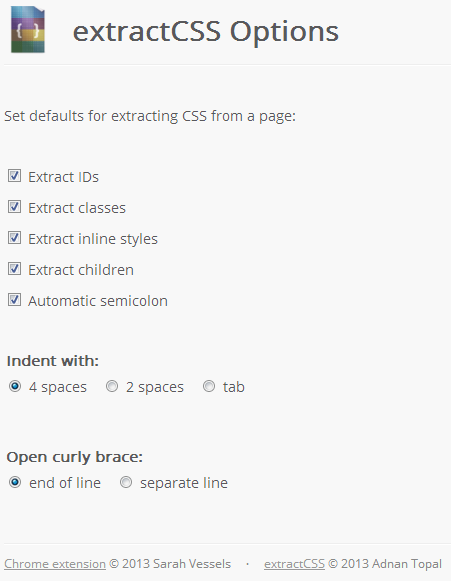 { }
extractCSS Options
Set defaults for extracting CSS from a page:
Extract IDs
Extract classes
Extract inline styles
Extract children
Automatic semicolon
Indent with:
4 spaces 2 spaces tab
Open curly brace:
end of line separate line
Chrome extension © 2013 Sarah Vessels · extractCSS © 2013 Adnan Topal